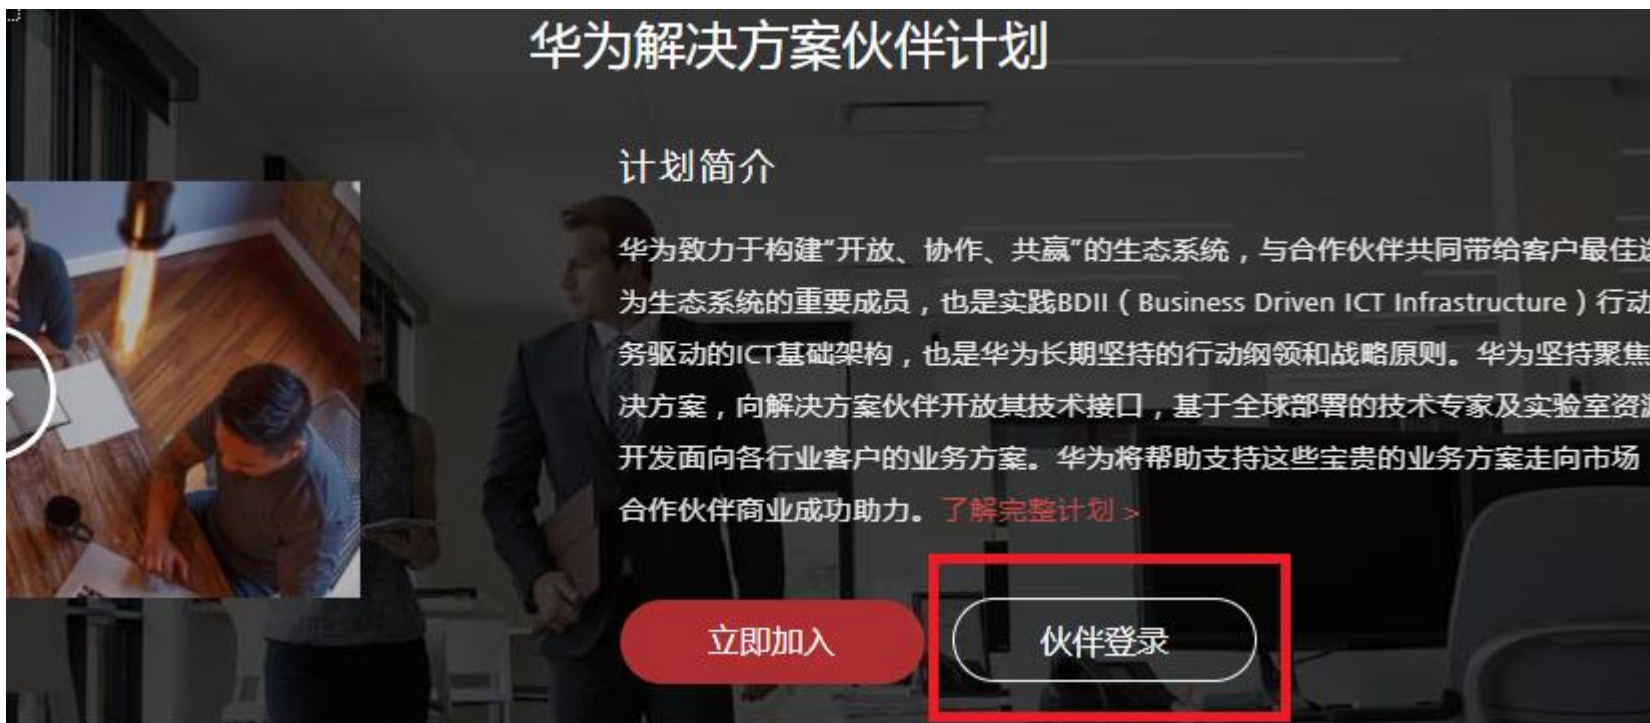 华为解决方案伙伴计划
计划简介
华为致力于构建"开放、协作、共赢"的生态系统，与合作伙伴共同带给客户最佳
为生态系统的重要成员，也是实践BDII（Business Driven ICT Infrastructure）行动
务驱动的ICT基础架构，也是华为长期坚持的行动纲领和战略原则。华为坚持聚焦
决方案，向解决方案伙伴开放其技术接口，基于全球部署的技术专家及实验室资
开发面向各行业客户的业务方案。华为将帮助支持这些宝贵的业务方案走向市场
合作伙伴商业成功助力。了解完整计划 >
立即加入
伙伴登录